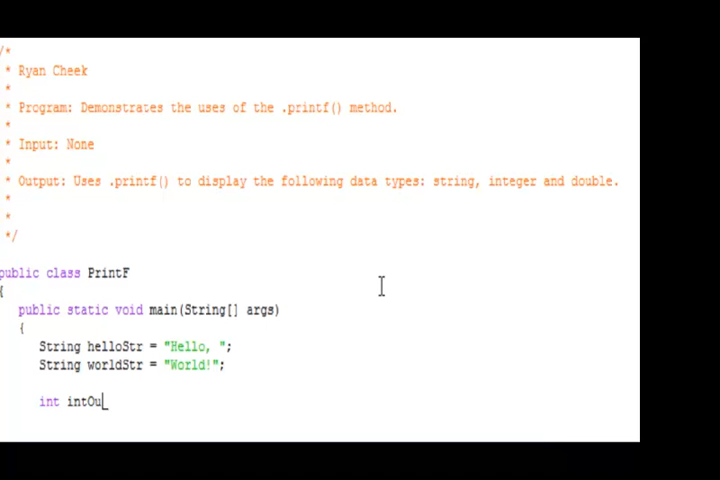 /*
* Ryan Cheek
*
* Program: Demonstrates the uses of the .printf() method.
*
* Input: None
*
* Output: Uses .printf() to display the following data types: string, integer and double.
*
*
*/
public class PrintF
{
public static void main(String[] args)
{
String helloStr = "Hello, ";
String worldStr = "World!";
int intOu